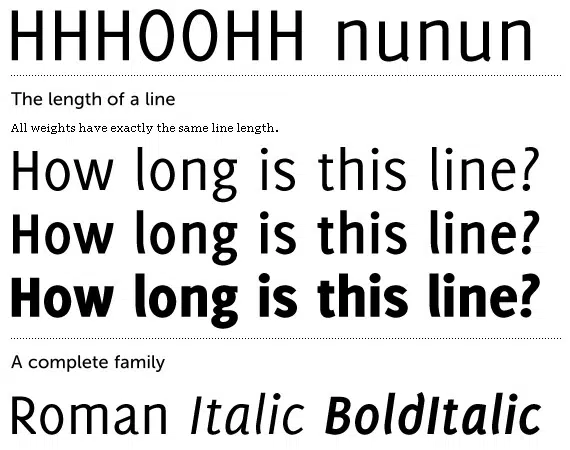 HHHOOHH nunun
The length of a line
All weights have exactly the same line length.
How long is this line?
How long is this line?
How long is this line?
A complete family
Roman Italic BoldItalic